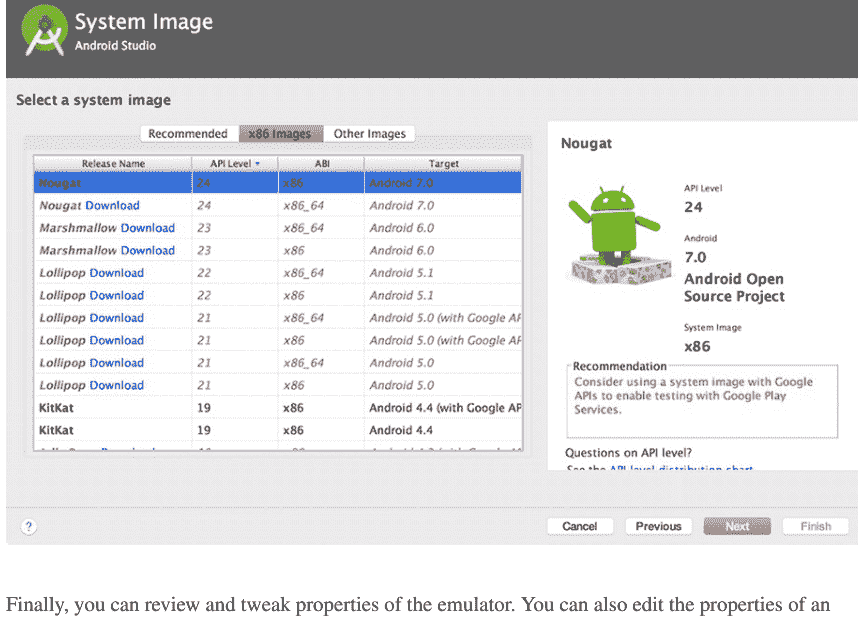 System Image
Android Studio
Select a system image
Recommended x86 Images Other Images
Release Name API Level ABI Target
Nougat 24 x86 Android 7.0
Nougat Download 24 x86_64 Android 7.0
Marshmallow Download 23 x86_64 Android 6.0
Marshmallow Download 23 x86 Android 6.0
Lollipop Download 22 x86_64 Android 5.1
Lollipop Download 22 x86 Android 5.1
Lollipop Download 21 x86_64 Android 5.0 (with Google AP
Lollipop Download 21 x86 Android 5.0 (with Google AP
Lollipop Download 21 x86_64 Android 5.0
Lollipop Download 21 x86 Android 5.0
KitKat 19 x86 Android 4.4 (with Google AP
KitKat 19 x86 Android 4.4
Nougat
API Level
24
Android
7.0
Android Open
Source Project
System Image
x86
Recommendation
Consider using a system image with Google
APIs to enable testing with Google Play
Services.
Questions on API level?
See the API level distribution chart
? Cancel Previous Next Finish
Finally, you can review and tweak properties of the emulator. You can also edit the properties of an